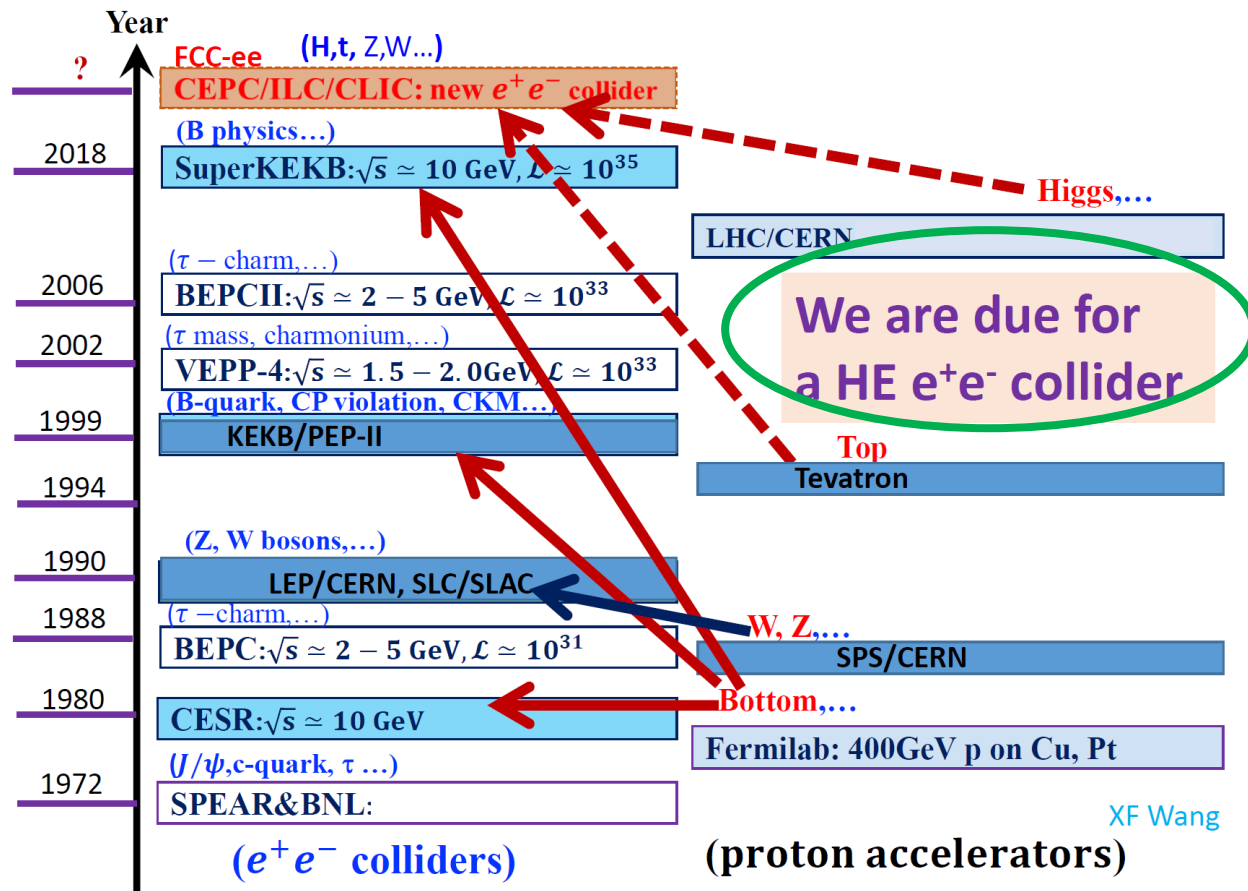 Year
?
2018
2006
2002
1999
1994
1990
1988
1980
1972
FCC-ee
(H,t, Z,W...)
CEPC/ILC/CLIC: new e⁺e⁻ collider
(B physics...)
SuperKEKB:√s ≃ 10 GeV, ℒ ≃ 10³⁵
(τ − charm,...)
BEPCII:√s ≃ 2 − 5 GeV, ℒ ≃ 10³³
(τ mass, charmonium,...)
VEPP-4:√s ≃ 1.5 − 2.0GeV, ℒ ≃ 10³³
(B-quark, CP violation, CKM...)
KEKB/PEP-II
(Z, W bosons,...)
LEP/CERN, SLC/SLAC
(τ −charm,...)
BEPC:√s ≃ 2 − 5 GeV, ℒ ≃ 10³¹
CESR:√s ≃ 10 GeV
(J/ψ,c-quark, τ ...)
SPEAR&BNL:
(e⁺e⁻ colliders)
Higgs,...
LHC/CERN
We are due for
a HE e⁺e⁻ collider
Top
Tevatron
W, Z,...
SPS/CERN
Bottom,...
Fermilab: 400GeV p on Cu, Pt
XF Wang
(proton accelerators)